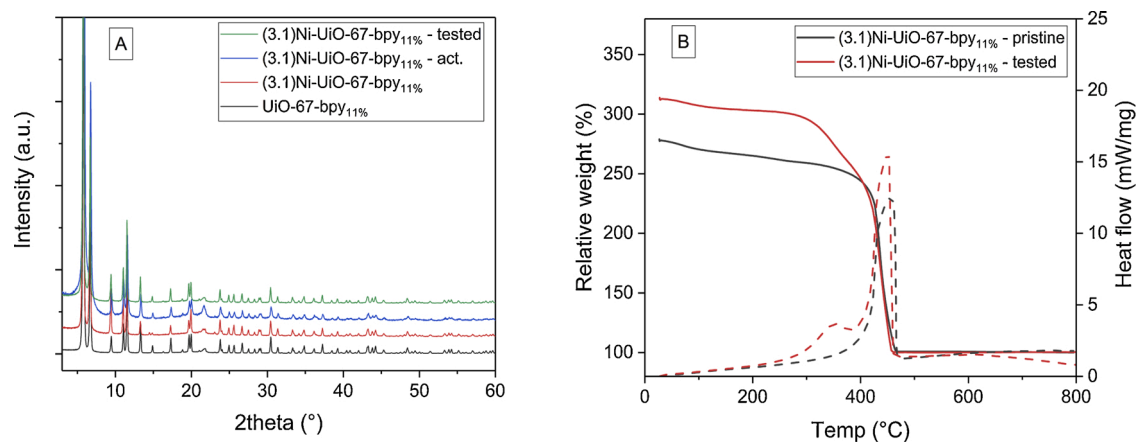 A
(3.1)Ni-UiO-67-bpy11% - tested
(3.1)Ni-UiO-67-bpy11% - act.
(3.1)Ni-UiO-67-bpy11%
UiO-67-bpy11%
Intensity (a.u.)
10 20 30 40 50 60
2theta (°)
B
(3.1)Ni-UiO-67-bpy11% - pristine
(3.1)Ni-UiO-67-bpy11% - tested
Relative weight (%)
350
300
250
200
150
100
0 200 400 600 800
Temp (°C)
25
20
15
10
5
0
Heat flow (mW/mg)